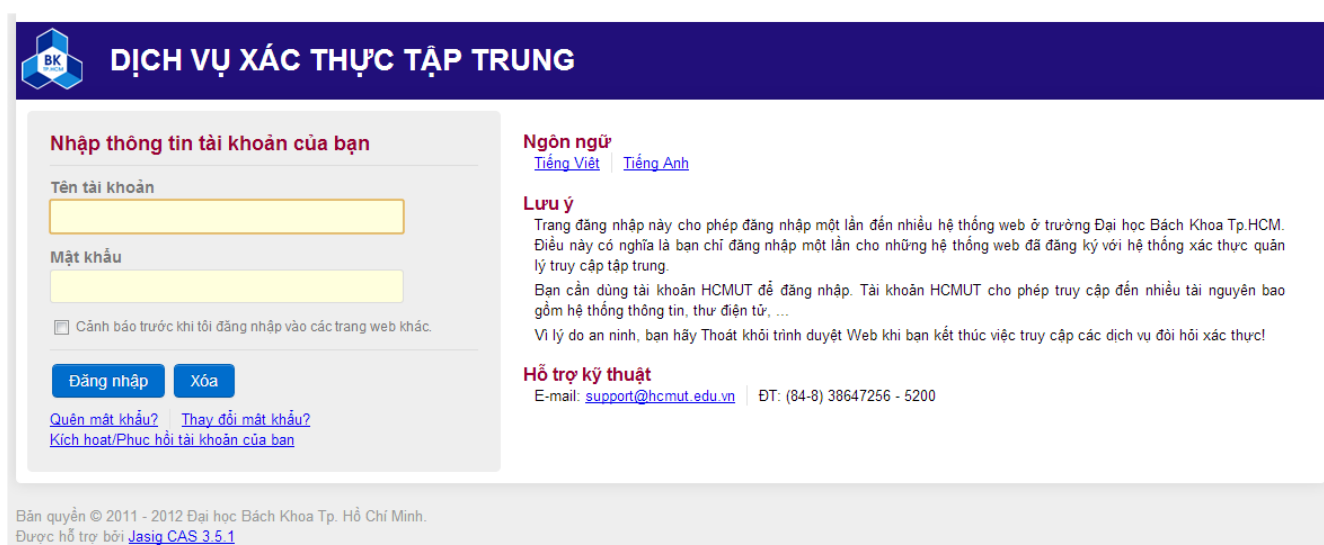 BK
TP.HCM
DỊCH VỤ XÁC THỰC TẬP TRUNG
Nhập thông tin tài khoản của bạn
Tên tài khoản
Mật khẩu
Cảnh báo trước khi tôi đăng nhập vào các trang web khác.
Đăng nhập
Xóa
Quên mật khẩu?
Thay đổi mật khẩu?
Kích hoạt/Phục hồi tài khoản của bạn
Ngôn ngữ
Tiếng Việt
Tiếng Anh
Lưu ý
Trang đăng nhập này cho phép đăng nhập một lần đến nhiều hệ thống web ở trường Đại học Bách Khoa Tp.HCM.
Điều này có nghĩa là bạn chỉ đăng nhập một lần cho những hệ thống web đã đăng ký với hệ thống xác thực quản
lý truy cập tập trung.
Bạn cần dùng tài khoản HCMUT để đăng nhập. Tài khoản HCMUT cho phép truy cập đến nhiều tài nguyên bao
gồm hệ thống thông tin, thư điện tử, ...
Vì lý do an ninh, bạn hãy Thoát khỏi trình duyệt Web khi bạn kết thúc việc truy cập các dịch vụ đòi hỏi xác thực!
Hỗ trợ kỹ thuật
E-mail: support@hcmut.edu.vn
ĐT: (84-8) 38647256 - 5200
Bản quyền © 2011 - 2012 Đại học Bách Khoa Tp. Hồ Chí Minh.
Được hỗ trợ bởi Jasig CAS 3.5.1